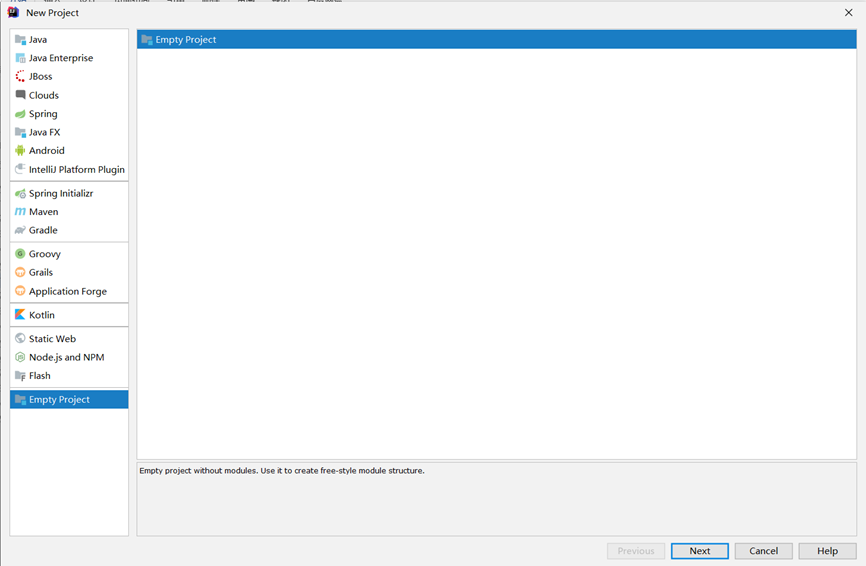 New Project
Java
Java Enterprise
JBoss
Clouds
Spring
Java FX
Android
IntelliJ Platform Plugin
Spring Initializr
Maven
Gradle
Groovy
Grails
Application Forge
Kotlin
Static Web
Node.js and NPM
Flash
Empty Project
Empty Project
Empty project without modules. Use it to create free-style module structure.
Previous
Next
Cancel
Help